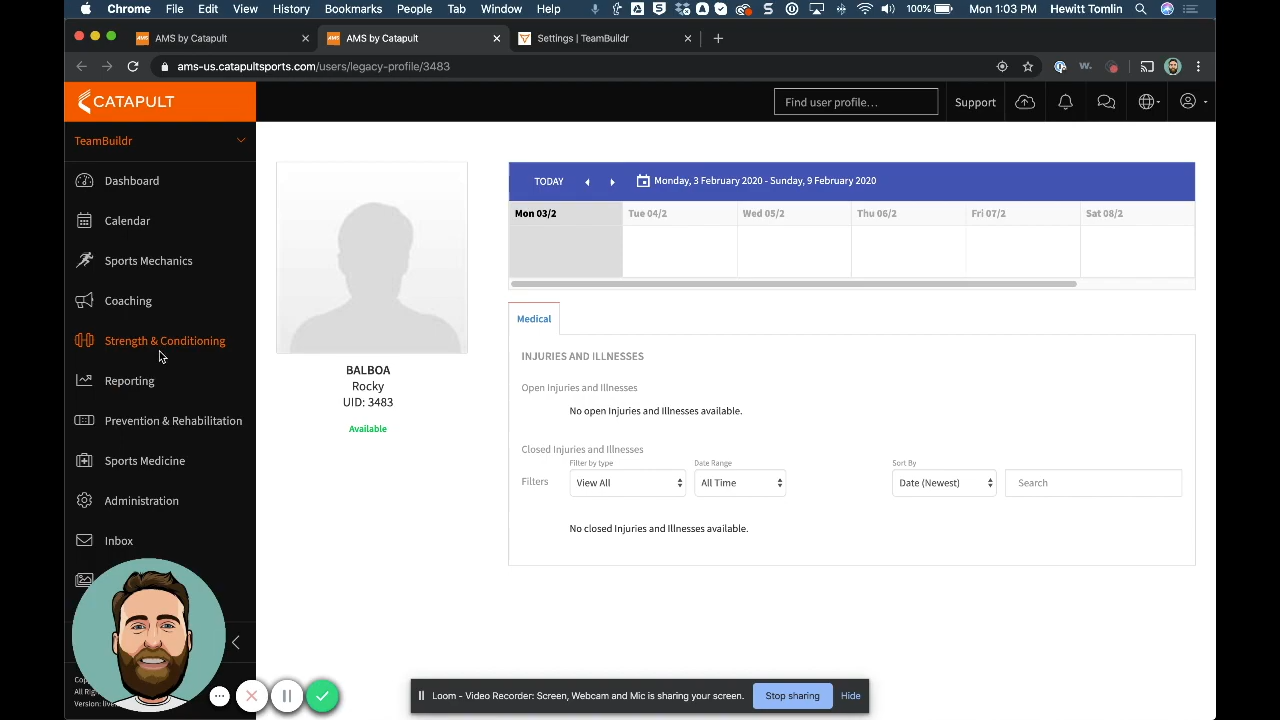 Chrome File Edit View History Bookmarks People Tab Window Help 100% Mon 1:03 PM Hewitt Tomlin
AMS by Catapult AMS by Catapult Settings | TeamBuildr
ams-us.catapultsports.com/users/legacy-profile/3483
CATAPULT
Find user profile… Support
TeamBuildr
Dashboard
Calendar
Sports Mechanics
Coaching
Strength & Conditioning
Reporting
Prevention & Rehabilitation
Sports Medicine
Administration
Inbox
BALBOA
Rocky
UID: 3483
Available
TODAY Monday, 3 February 2020 - Sunday, 9 February 2020
Mon 03/2 Tue 04/2 Wed 05/2 Thu 06/2 Fri 07/2 Sat 08/2
Medical
INJURIES AND ILLNESSES
Open Injuries and Illnesses
No open Injuries and Illnesses available.
Closed Injuries and Illnesses
Filter by type Date Range Sort By
Filters View All All Time Date (Newest) Search
No closed Injuries and Illnesses available.
Loom - Video Recorder: Screen, Webcam and Mic is sharing your screen. Stop sharing Hide